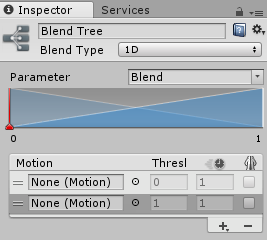 Inspector Services
Blend Tree
Blend Type 1D
Parameter Blend
0 1
Motion Thresl
None (Motion) 0 1
None (Motion) 1 1